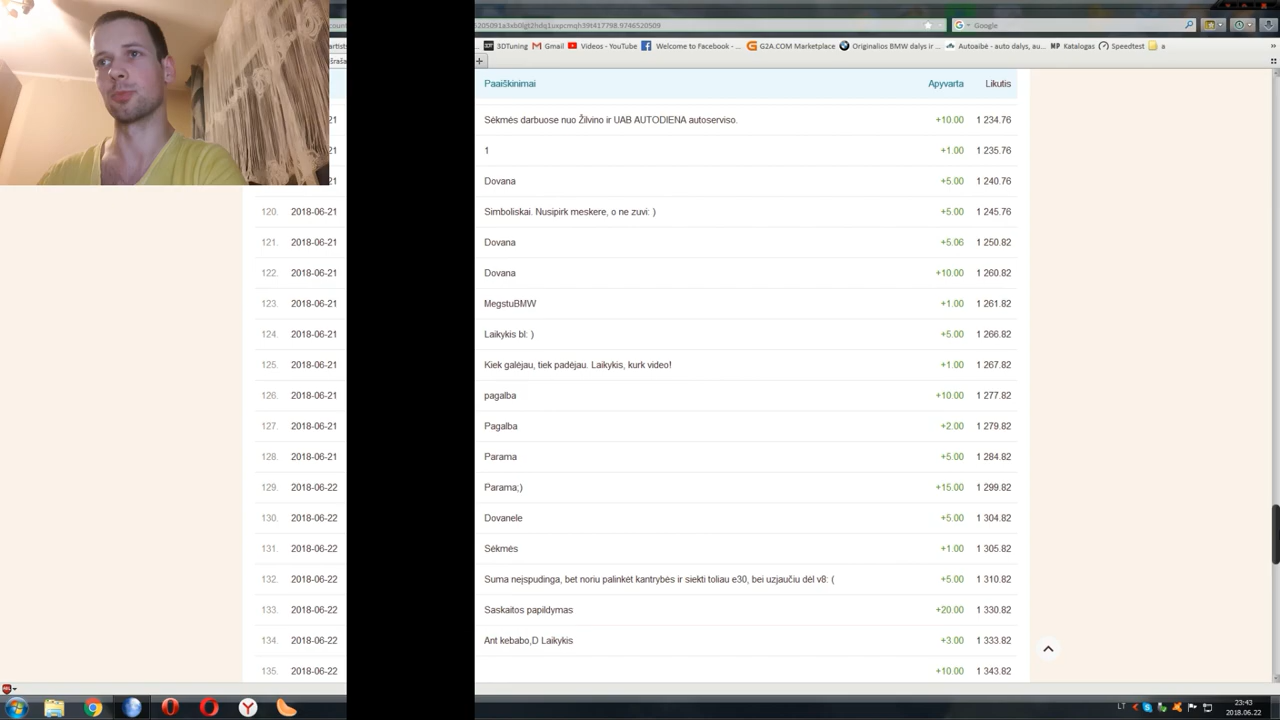 5205091a3xb0lgt2hdq1uxpcmqh39t417798.9746520509
Google
3DTuning Gmail Videos - YouTube Welcome to Facebook - ... G2A.COM Marketplace Originalios BMW dalys ir ... Autoaibė - auto dalys, au... Katalogas Speedtest a
Paaiškinimai Apyvarta Likutis
Sėkmės darbuose nuo Žilvino ir UAB AUTODIENA autoserviso. +10.00 1 234.76
1 +1.00 1 235.76
21 Dovana +5.00 1 240.76
120. 2018-06-21 Simboliskai. Nusipirk meskere, o ne zuvi: ) +5.00 1 245.76
121. 2018-06-21 Dovana +5.06 1 250.82
122. 2018-06-21 Dovana +10.00 1 260.82
123. 2018-06-21 MegstuBMW +1.00 1 261.82
124. 2018-06-21 Laikykis bl: ) +5.00 1 266.82
125. 2018-06-21 Kiek galėjau, tiek padėjau. Laikykis, kurk video! +1.00 1 267.82
126. 2018-06-21 pagalba +10.00 1 277.82
127. 2018-06-21 Pagalba +2.00 1 279.82
128. 2018-06-21 Parama +5.00 1 284.82
129. 2018-06-22 Parama;) +15.00 1 299.82
130. 2018-06-22 Dovanele +5.00 1 304.82
131. 2018-06-22 Sėkmės +1.00 1 305.82
132. 2018-06-22 Suma neįspudinga, bet noriu palinkėt kantrybės ir siekti toliau e30, bei uzjaučiu dėl v8: ( +5.00 1 310.82
133. 2018-06-22 Saskaitos papildymas +20.00 1 330.82
134. 2018-06-22 Ant kebabo,D Laikykis +3.00 1 333.82
135. 2018-06-22 +10.00 1 343.82
LT 23:43
2018.06.22